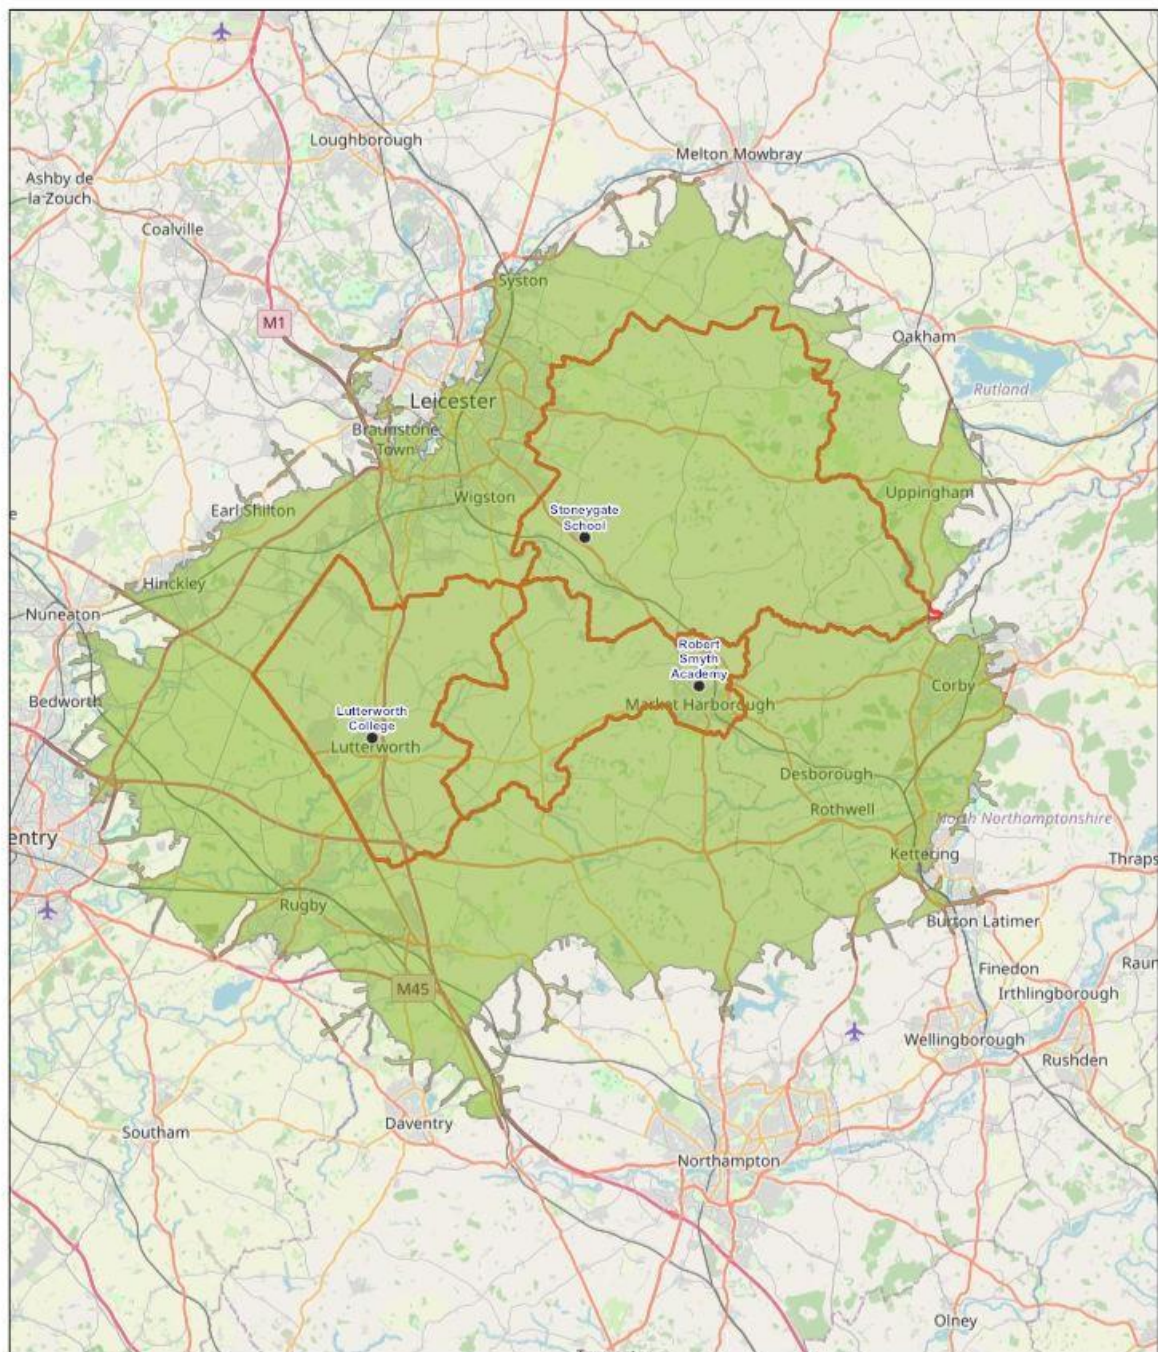 Loughborough
Melton Mowbray
Ashby de
la Zouch
Coalville
Syston
M1
Oakham
Rutland
Leicester
Braunstone
Town
Wigston
Uppingham
Earl Shilton
Stoneygate
School
Hinckley
Nuneaton
Robert
Smyth
Academy
Bedworth
Corby
Market Harborough
Lutterworth
College
Lutterworth
Desborough
Rothwell
North Northamptonshire
entry
Kettering
Thraps
Rugby
Burton Latimer
Finedon
Raun
M45
Irthlingborough
Wellingborough
Rushden
Daventry
Southam
Northampton
Olney